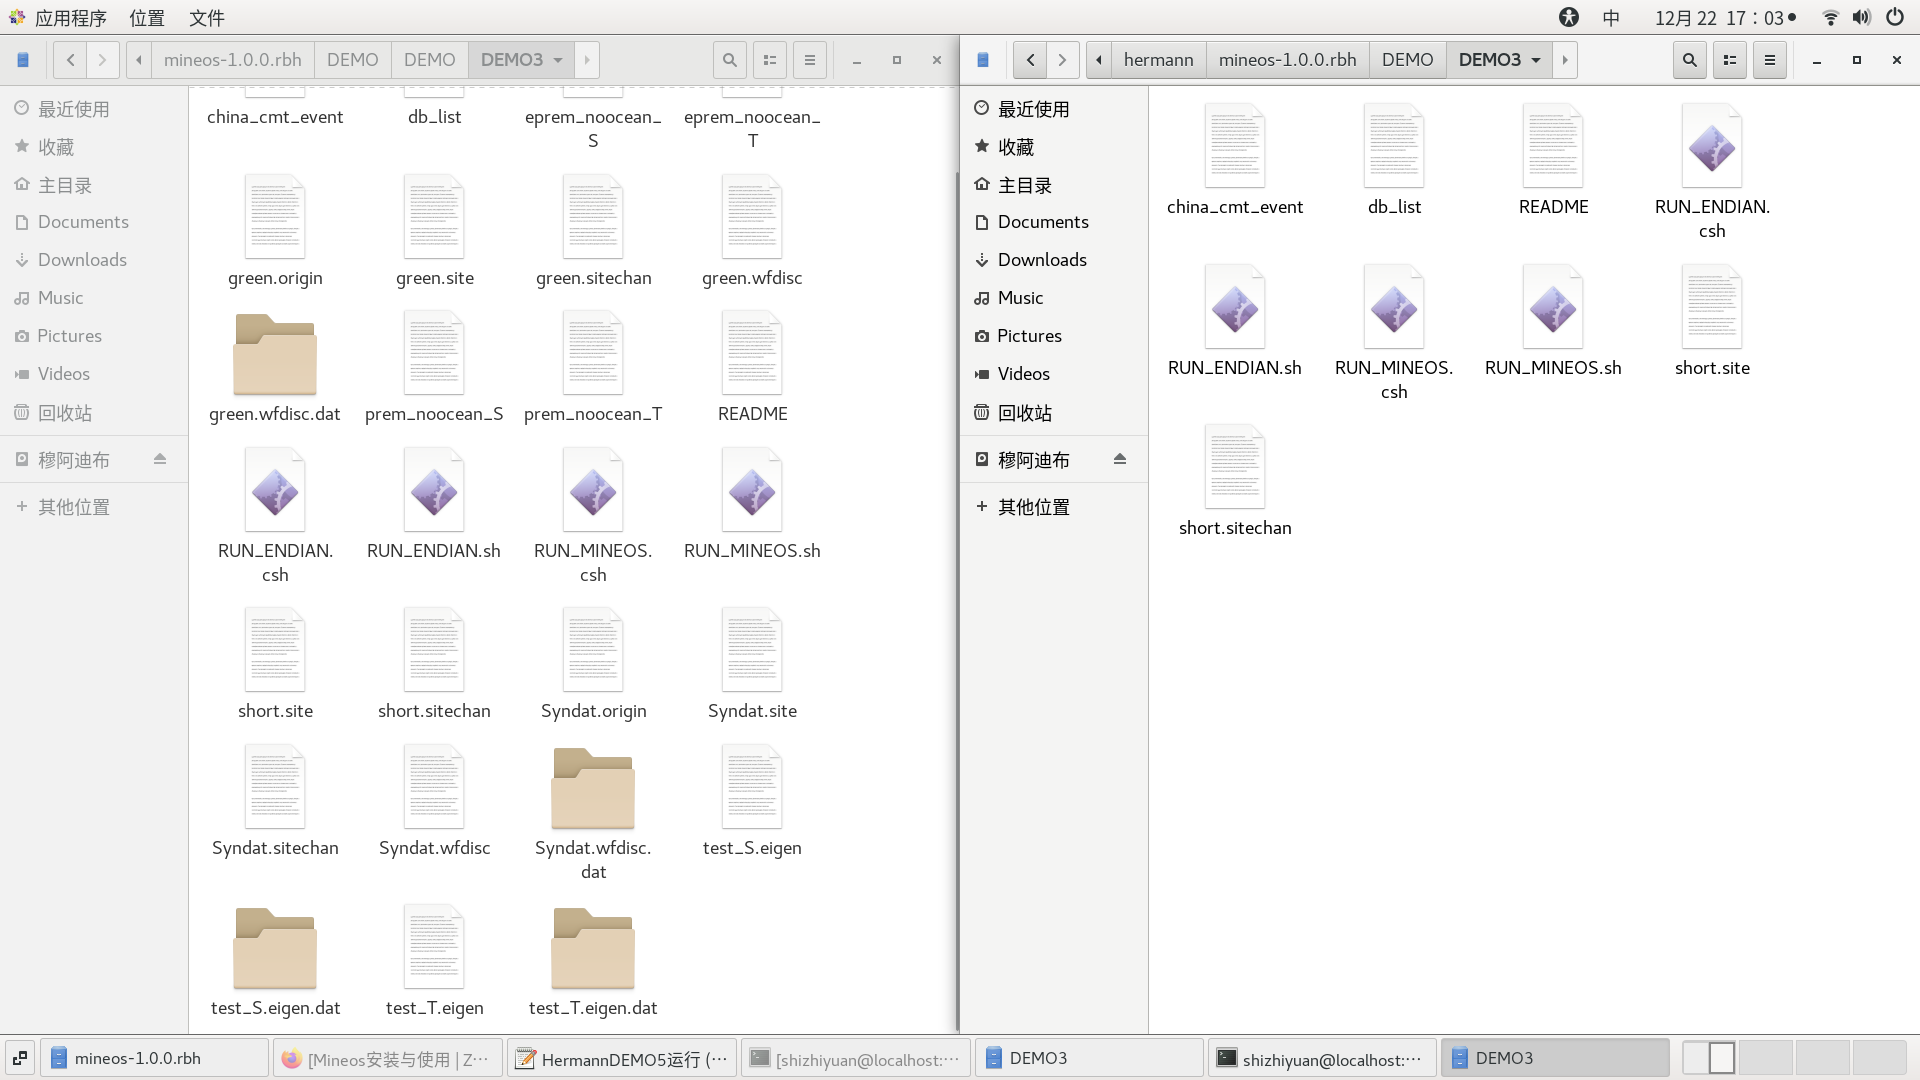 应用程序 位置 文件 中 12月 22 17：03
mineos-1.0.0.rbh DEMO DEMO DEMO3
hermann mineos-1.0.0.rbh DEMO DEMO3
最近使用
收藏
主目录
Documents
Downloads
Music
Pictures
Videos
回收站
穆阿迪布
+ 其他位置
china_cmt_event db_list eprem_noocean_
S eprem_noocean_
T
green.origin green.site green.sitechan green.wfdisc
green.wfdisc.dat prem_noocean_S prem_noocean_T README
RUN_ENDIAN.
csh RUN_ENDIAN.sh RUN_MINEOS.
csh RUN_MINEOS.sh
short.site short.sitechan Syndat.origin Syndat.site
Syndat.sitechan Syndat.wfdisc Syndat.wfdisc.
dat test_S.eigen
test_S.eigen.dat test_T.eigen test_T.eigen.dat
最近使用
收藏
主目录
Documents
Downloads
Music
Pictures
Videos
回收站
穆阿迪布
+ 其他位置
china_cmt_event db_list README RUN_ENDIAN.
csh
RUN_ENDIAN.sh RUN_MINEOS.
csh RUN_MINEOS.sh short.site
short.sitechan
mineos-1.0.0.rbh [Mineos安装与使用 | Z… HermannDEMO5运行 (… [shizhiyuan@localhost:… DEMO3 shizhiyuan@localhost:… DEMO3